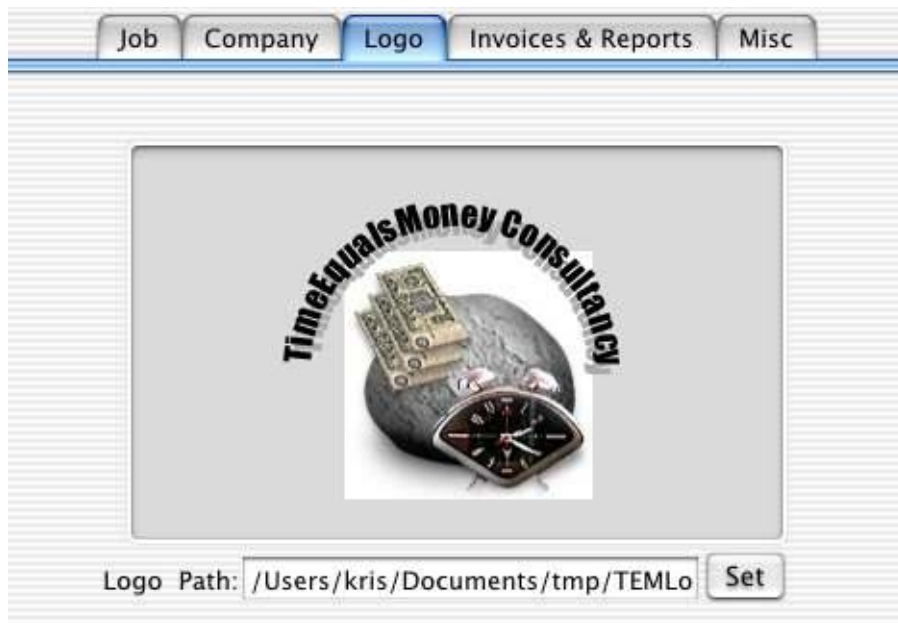 Job Company Logo Invoices & Reports Misc
TimeEqualsMoney Consultancy
Logo Path: /Users/kris/Documents/tmp/TEMLo Set